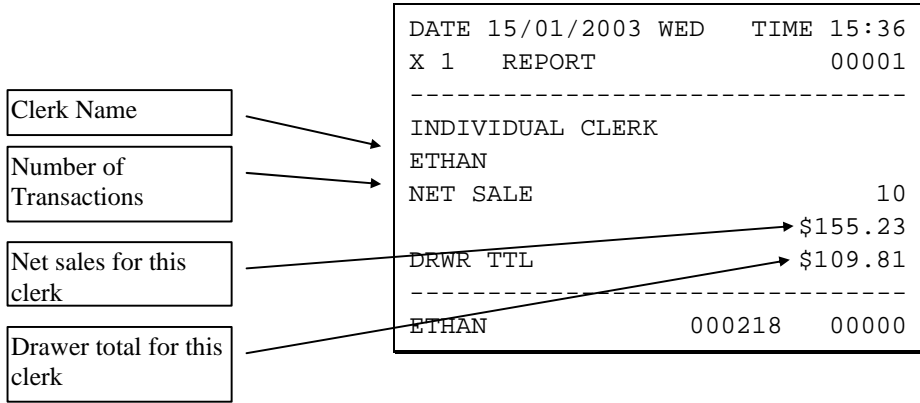 DATE 15/01/2003 WED TIME 15:36
X 1 REPORT 00001
--------------------------------
INDIVIDUAL CLERK
ETHAN
NET SALE 10
$155.23
DRWR TTL $109.81
--------------------------------
ETHAN 000218 00000
Clerk Name
Number of
Transactions
Net sales for this
clerk
Drawer total for this
clerk